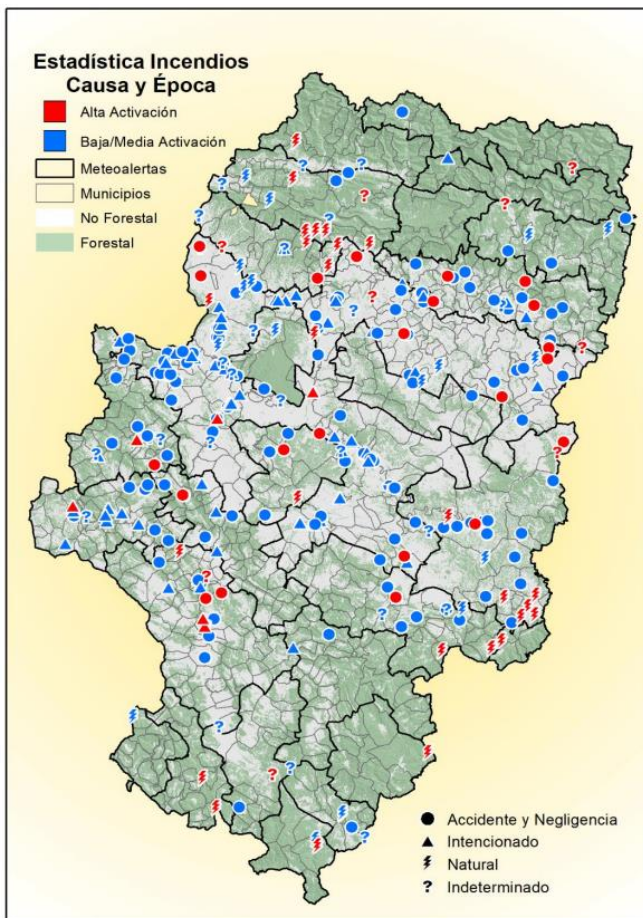 Estadística Incendios
Causa y Época
Alta Activación
Baja/Media Activación
Meteoalertas
Municipios
No Forestal
Forestal
Accidente y Negligencia
Intencionado
Natural
? Indeterminado